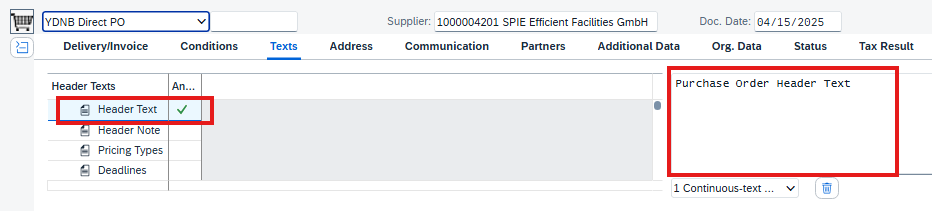 YDNB Direct PO Supplier: 1000004201 SPIE Efficient Facilities GmbH Doc. Date: 04/15/2025
Delivery/Invoice Conditions Texts Address Communication Partners Additional Data Org. Data Status Tax Result
Header Texts An...
Header Text
Header Note
Pricing Types
Deadlines
Purchase Order Header Text
1 Continuous-text ...